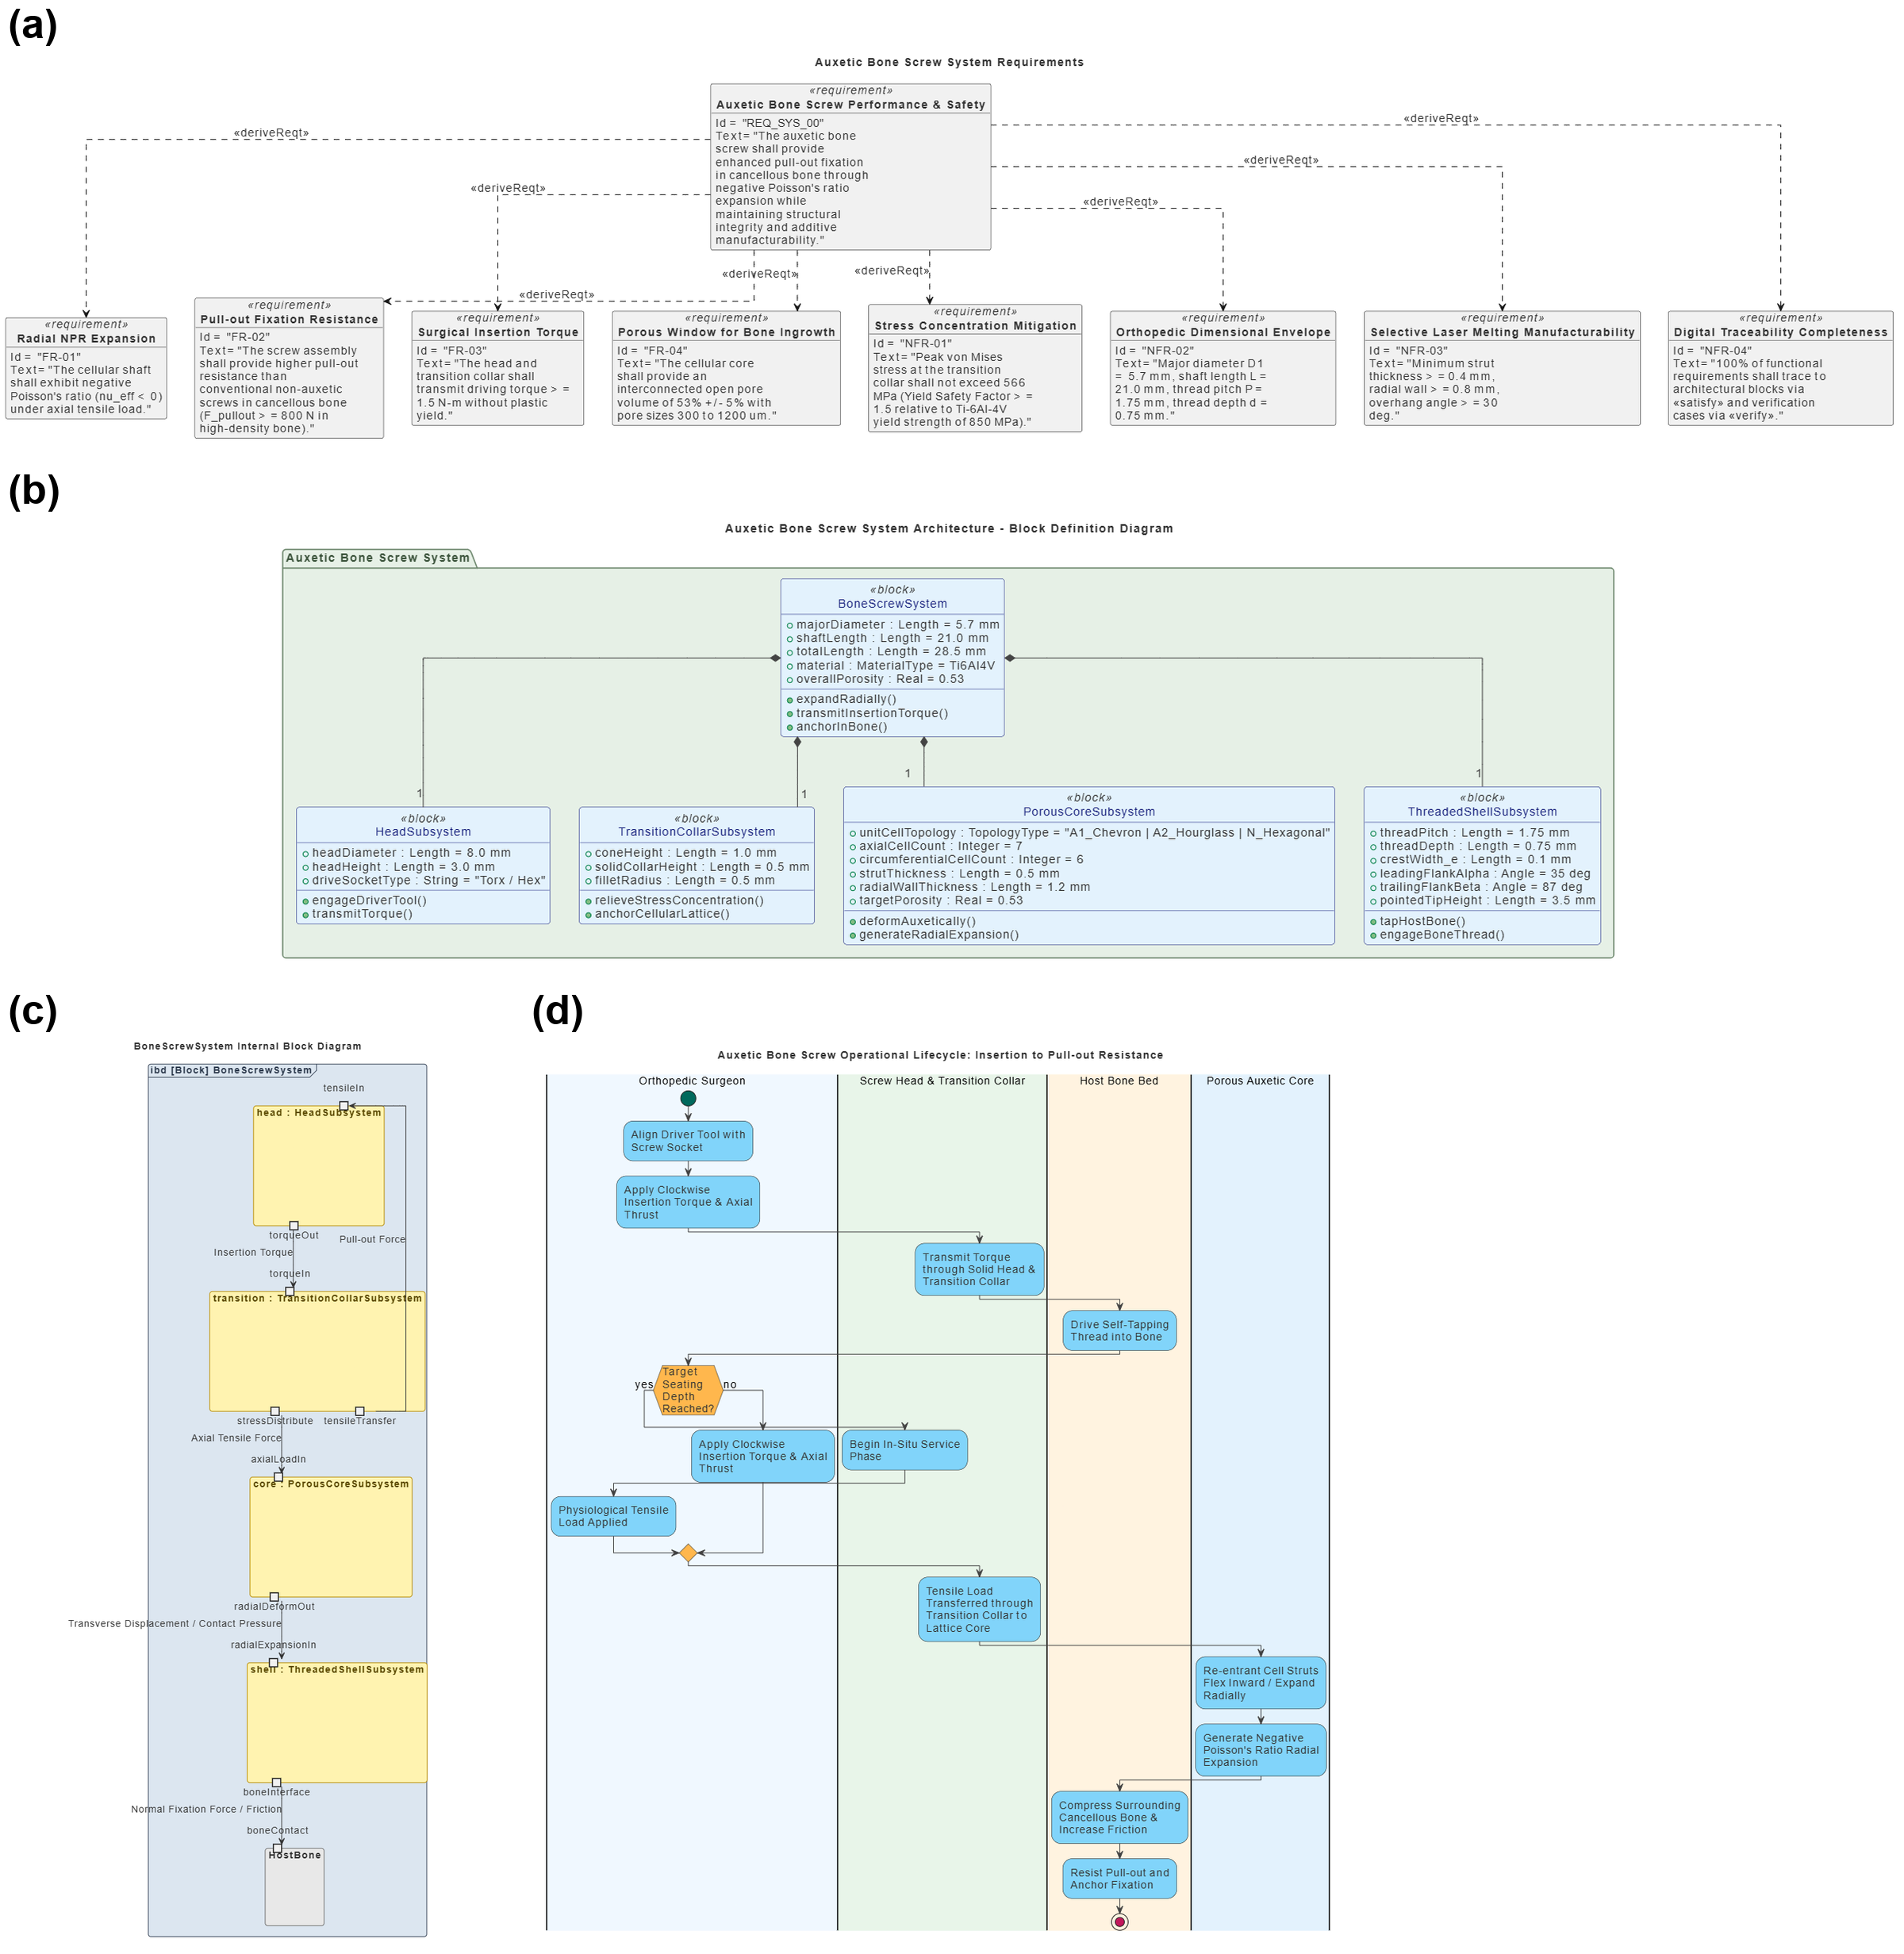 (a)
Auxetic Bone Screw System Requirements
«requirement»
Auxetic Bone Screw Performance & Safety
Id = "REQ_SYS_00"
Text= "The auxetic bone
screw shall provide
enhanced pull-out fixation
in cancellous bone through
negative Poisson's ratio
expansion while
maintaining structural
integrity and additive
manufacturability."
«deriveReqt»
«deriveReqt»
«deriveReqt»
«deriveReqt»
«deriveReqt»
«deriveReqt»
«deriveReqt»
«deriveReqt»
«requirement»
Radial NPR Expansion
Id = "FR-01"
Text= "The cellular shaft
shall exhibit negative
Poisson's ratio (nu_eff < 0)
under axial tensile load."
«requirement»
Pull-out Fixation Resistance
Id = "FR-02"
Text= "The screw assembly
shall provide higher pull-out
resistance than
conventional non-auxetic
screws in cancellous bone
(F_pullout > = 800 N in
high-density bone)."
«requirement»
Surgical Insertion Torque
Id = "FR-03"
Text= "The head and
transition collar shall
transmit driving torque > =
1.5 N-m without plastic
yield."
«requirement»
Porous Window for Bone Ingrowth
Id = "FR-04"
Text= "The cellular core
shall provide an
interconnected open pore
volume of 53% +/- 5% with
pore sizes 300 to 1200 um."
«requirement»
Stress Concentration Mitigation
Id = "NFR-01"
Text= "Peak von Mises
stress at the transition
collar shall not exceed 566
MPa (Yield Safety Factor > =
1.5 relative to Ti-6Al-4V
yield strength of 850 MPa)."
«requirement»
Orthopedic Dimensional Envelope
Id = "NFR-02"
Text= "Major diameter D1
= 5.7 mm, shaft length L =
21.0 mm, thread pitch P =
1.75 mm, thread depth d =
0.75 mm."
«requirement»
Selective Laser Melting Manufacturability
Id = "NFR-03"
Text= "Minimum strut
thickness > = 0.4 mm,
radial wall > = 0.8 mm,
overhang angle > = 30
deg."
«requirement»
Digital Traceability Completeness
Id = "NFR-04"
Text= "100% of functional
requirements shall trace to
architectural blocks via
«satisfy» and verification
cases via «verify»."
(b)
Auxetic Bone Screw System Architecture - Block Definition Diagram
Auxetic Bone Screw System
«block»
BoneScrewSystem
majorDiameter : Length = 5.7 mm
shaftLength : Length = 21.0 mm
totalLength : Length = 28.5 mm
material : MaterialType = Ti6Al4V
overallPorosity : Real = 0.53
expandRadially()
transmitInsertionTorque()
anchorInBone()
1
1
1
1
«block»
HeadSubsystem
headDiameter : Length = 8.0 mm
headHeight : Length = 3.0 mm
driveSocketType : String = "Torx / Hex"
engageDriverTool()
transmitTorque()
«block»
TransitionCollarSubsystem
coneHeight : Length = 1.0 mm
solidCollarHeight : Length = 0.5 mm
filletRadius : Length = 0.5 mm
relieveStressConcentration()
anchorCellularLattice()
«block»
PorousCoreSubsystem
unitCellTopology : TopologyType = "A1_Chevron | A2_Hourglass | N_Hexagonal"
axialCellCount : Integer = 7
circumferentialCellCount : Integer = 6
strutThickness : Length = 0.5 mm
radialWallThickness : Length = 1.2 mm
targetPorosity : Real = 0.53
deformAuxetically()
generateRadialExpansion()
«block»
ThreadedShellSubsystem
threadPitch : Length = 1.75 mm
threadDepth : Length = 0.75 mm
crestWidth_e : Length = 0.1 mm
leadingFlankAlpha : Angle = 35 deg
trailingFlankBeta : Angle = 87 deg
pointedTipHeight : Length = 3.5 mm
tapHostBone()
engageBoneThread()
(c)
BoneScrewSystem Internal Block Diagram
ibd [Block] BoneScrewSystem
tensileIn
head : HeadSubsystem
torqueOut
Insertion Torque
Pull-out Force
torqueIn
transition : TransitionCollarSubsystem
stressDistribute
tensileTransfer
Axial Tensile Force
axialLoadIn
core : PorousCoreSubsystem
radialDeformOut
Transverse Displacement / Contact Pressure
radialExpansionIn
shell : ThreadedShellSubsystem
boneInterface
Normal Fixation Force / Friction
boneContact
HostBone
(d)
Auxetic Bone Screw Operational Lifecycle: Insertion to Pull-out Resistance
Orthopedic Surgeon
Screw Head & Transition Collar
Host Bone Bed
Porous Auxetic Core
Align Driver Tool with
Screw Socket
Apply Clockwise
Insertion Torque & Axial
Thrust
Transmit Torque
through Solid Head &
Transition Collar
Drive Self-Tapping
Thread into Bone
Target
Seating
Depth
Reached?
yes
no
Apply Clockwise
Insertion Torque & Axial
Thrust
Begin In-Situ Service
Phase
Physiological Tensile
Load Applied
Tensile Load
Transferred through
Transition Collar to
Lattice Core
Re-entrant Cell Struts
Flex Inward / Expand
Radially
Generate Negative
Poisson's Ratio Radial
Expansion
Compress Surrounding
Cancellous Bone &
Increase Friction
Resist Pull-out and
Anchor Fixation